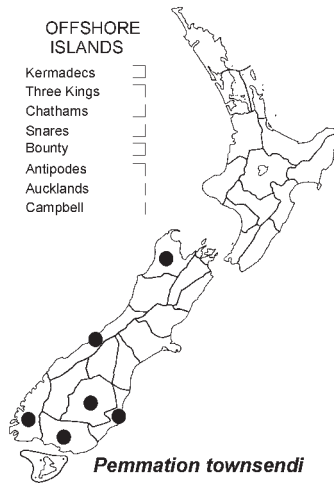 OFFSHORE
ISLANDS
Kermadecs
Three Kings
Chathams
Snares
Bounty
Antipodes
Aucklands
Campbell
Pemmation townsendi